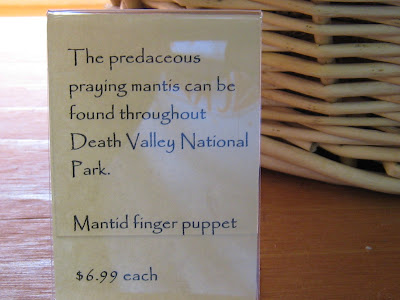 The predaceous
praying mantis can be
found throughout
Death Valley National
Park.
Mantid finger puppet
$6.99 each